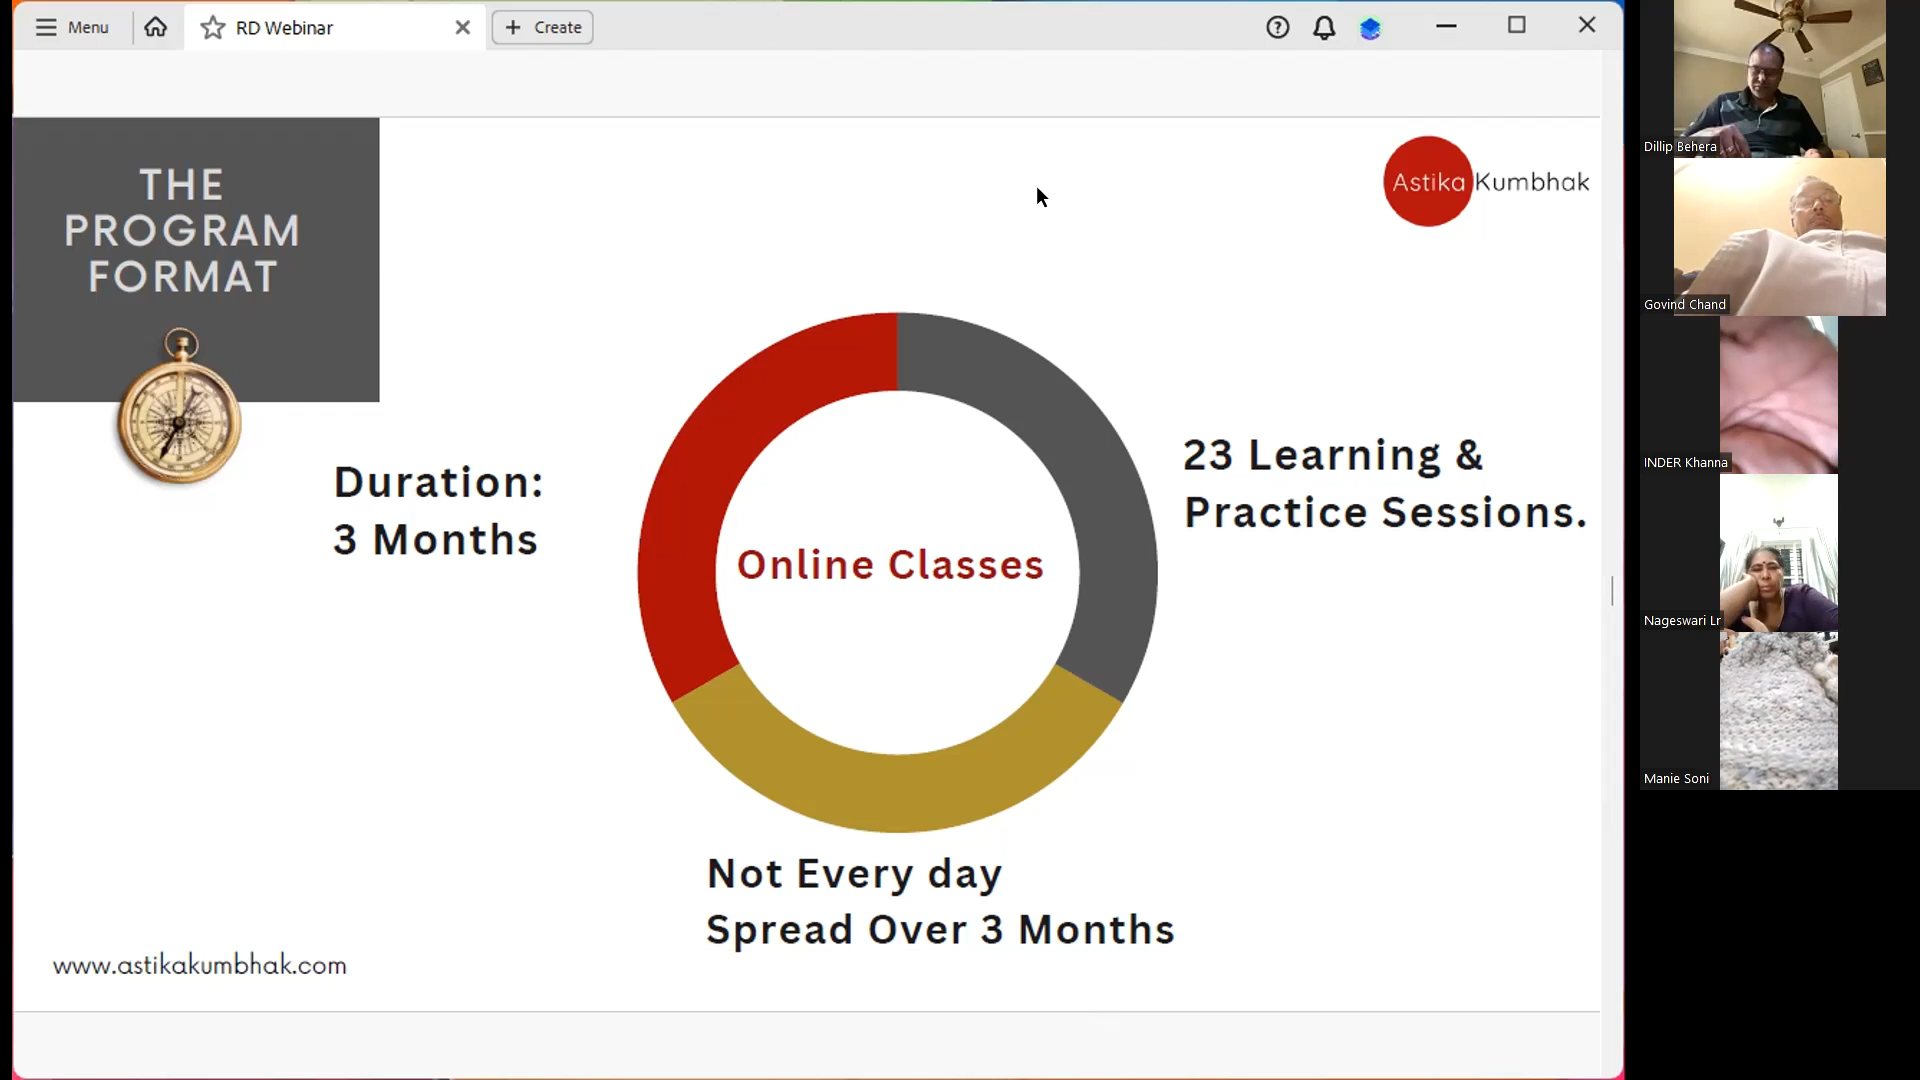 Menu
RD Webinar
Create
THE
PROGRAM
FORMAT
Astika Kumbhak
Duration:
3 Months
Online Classes
23 Learning &
Practice Sessions.
Not Every day
Spread Over 3 Months
www.astikakumbhak.com
Dillip Behera
Govind Chand
INDER Khanna
Nageswari Lr
Manie Soni